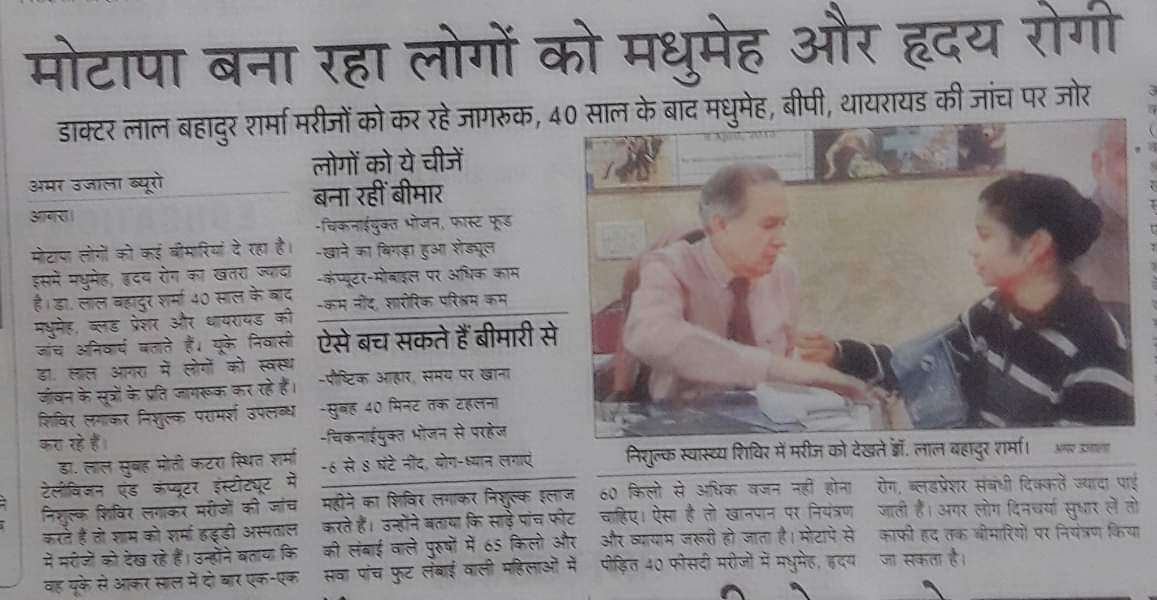 मोटापा बना रहा लोगों को मधुमेह और हृदय रोगी
डाक्टर लाल बहादुर शर्मा मरीजों को कर रहे जागरुक, 40 साल के बाद मधुमेह, बीपी, थायरायड की जांच पर जोर
अमर उजाला ब्यूरो
आगरा।
मोटापा लोगों को कई बीमारियां दे रहा है।
इसमें मधुमेह, हृदय रोग का खतरा ज्यादा
है। डा. लाल बहादुर शर्मा 40 साल के बाद
मधुमेह, ब्लड प्रेशर और थायरायड की
जांच अनिवार्य बताते हैं। यूके निवासी
डा. लाल आगरा में लोगों को स्वस्थ
जीवन के सूत्रों के प्रति जागरूक कर रहे हैं।
शिविर लगाकर निशुल्क परामर्श उपलब्ध
करा रहे हैं।
डा. लाल सुबह मोती कटरा स्थित शर्मा
टेलीविजन एंड कंप्यूटर इंस्टीट्यूट में
निशुल्क शिविर लगाकर मरीजों की जांच
करते हैं तो शाम को शर्मा हड्डी अस्पताल
में मरीजों को देख रहे हैं। उन्होंने बताया कि
वह यूके से आकर साल में दो बार एक-एक
लोगों को ये चीजें
बना रहीं बीमार
-चिकनाईयुक्त भोजन, फास्ट फूड
-खाने का बिगड़ा हुआ शेड्यूल
-कंप्यूटर-मोबाइल पर अधिक काम
-कम नींद, शारीरिक परिश्रम कम
ऐसे बच सकते हैं बीमारी से
-पौष्टिक आहार, समय पर खाना
-सुबह 40 मिनट तक टहलना
-चिकनाईयुक्त भोजन से परहेज
-6 से 8 घंटे नींद, योग-ध्यान लगाएं
महीने का शिविर लगाकर निशुल्क इलाज
करते हैं। उन्होंने बताया कि साढ़े पांच फीट
की लंबाई वाले पुरुषों में 65 किलो और
सवा पांच फुट लंबाई वाली महिलाओं में
निशुल्क स्वास्थ्य शिविर में मरीज को देखते डॉ. लाल बहादुर शर्मा।
अमर उजाला
60 किलो से अधिक वजन नहीं होना
चाहिए। ऐसा है तो खानपान पर नियंत्रण
और व्यायाम जरूरी हो जाता है। मोटापे से
पीड़ित 40 फीसदी मरीजों में मधुमेह, हृदय
रोग, ब्लडप्रेशर संबंधी दिक्कतें ज्यादा पाई
जाती हैं। अगर लोग दिनचर्या सुधार लें तो
काफी हद तक बीमारियों पर नियंत्रण किया
जा सकता है।